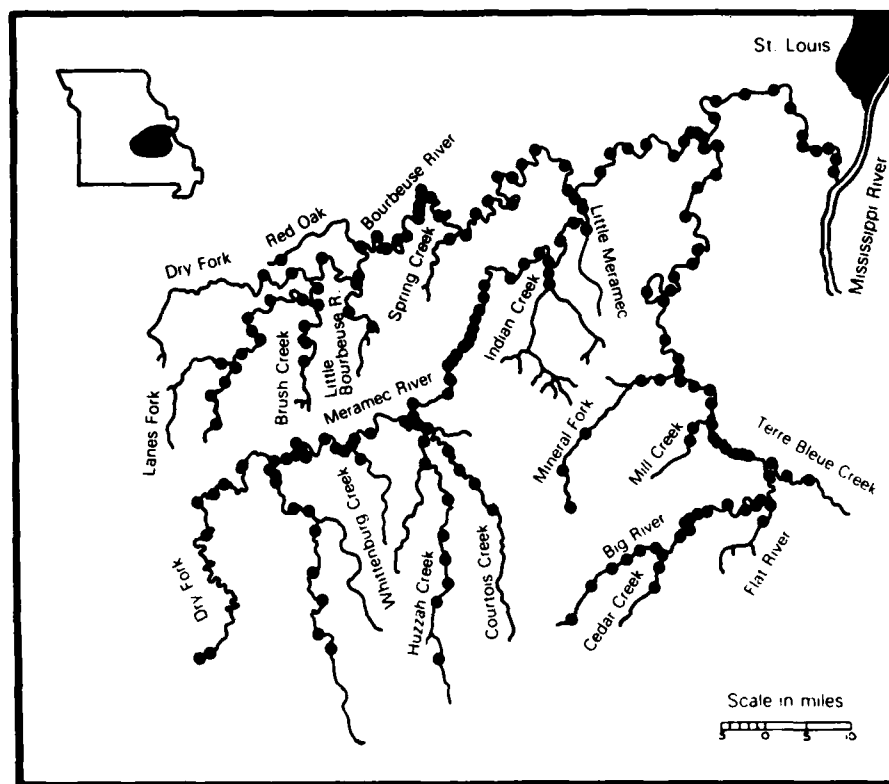 St. Louis
Bourbeuse River
Red Oak
Dry Fork
Mississippi River
Little Meramec
Spring Creek
Indian Creek
Little
Bourbeuse R.
Brush Creek
Lanes Fork
Meramec River
Mineral Fork
Mill Creek
Terre Bleue Creek
Whittenburg Creek
Big River
Flat River
Dry Fork
Huzzah Creek
Courtois Creek
Cedar Creek
Scale in miles
5 0 5 10